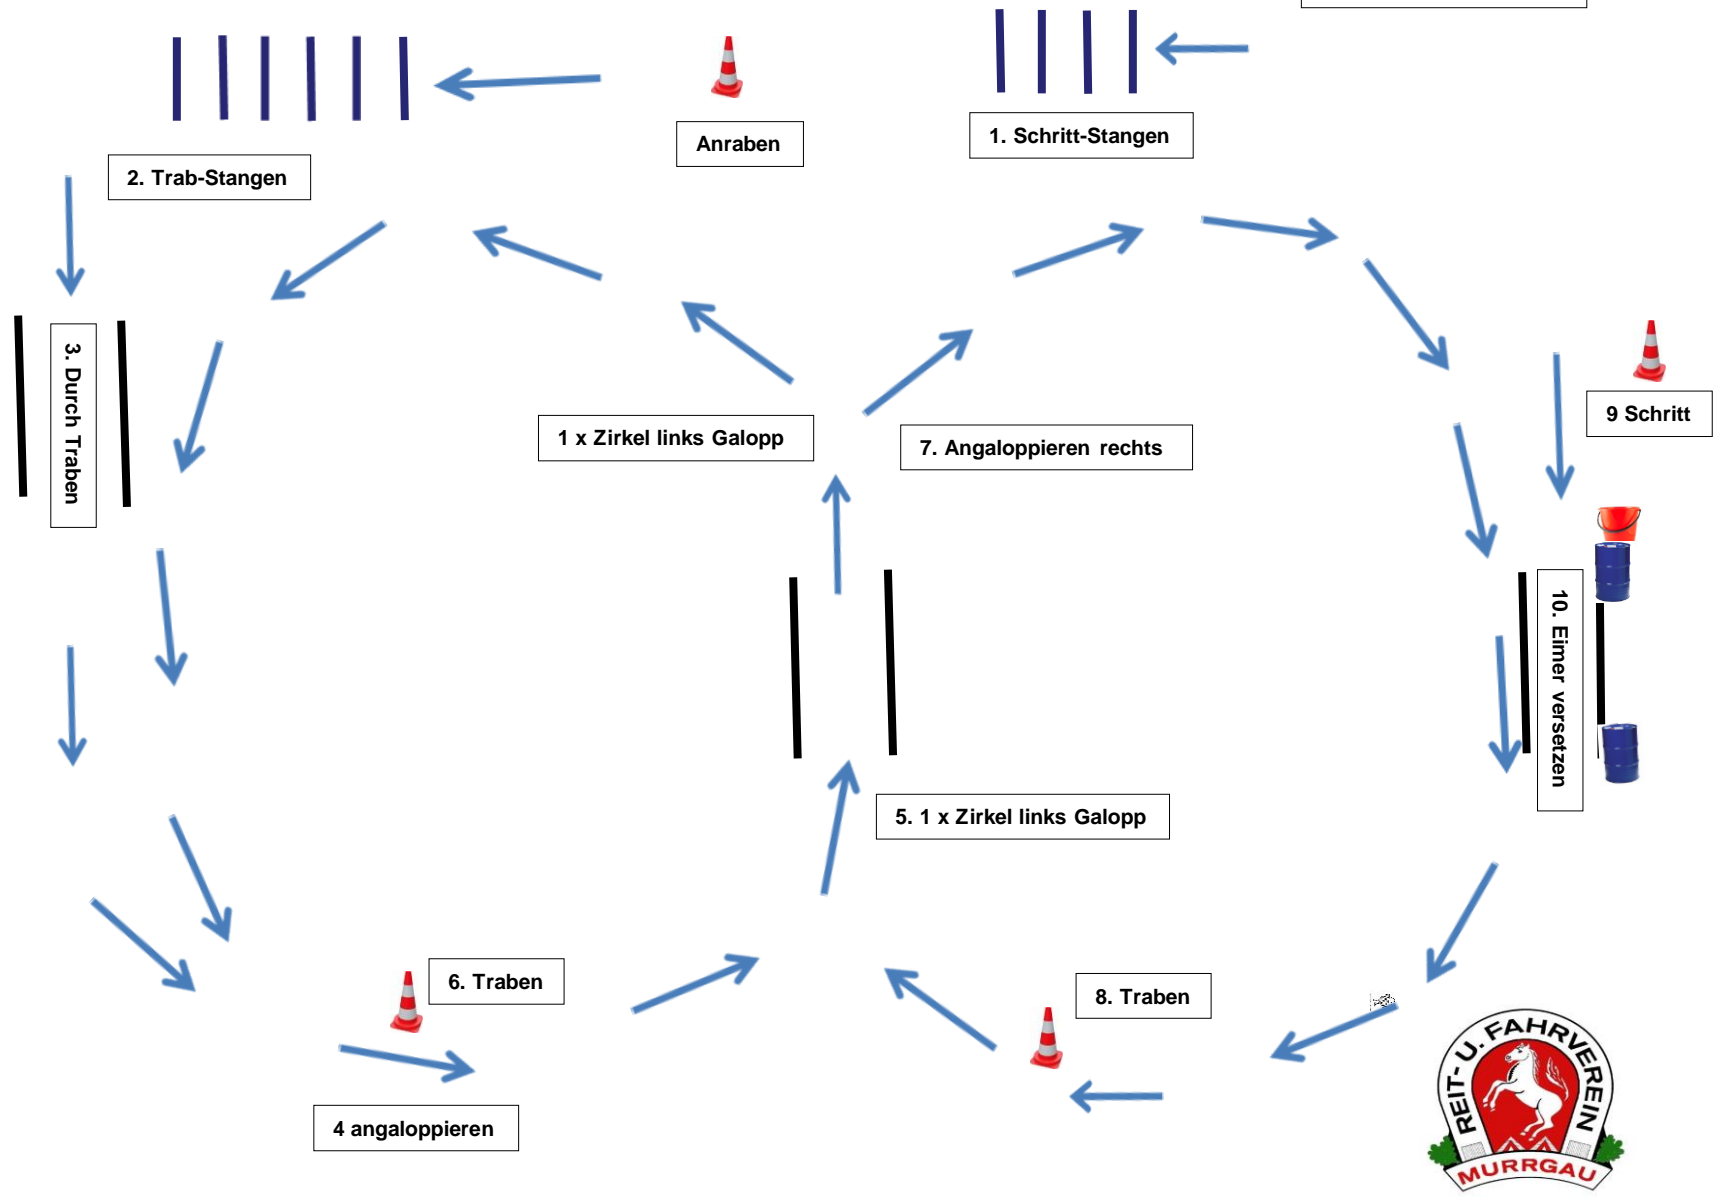 1. Schritt-Stangen
Anraben
2. Trab-Stangen
3. Durch Traben
1 x Zirkel links Galopp
7. Angaloppieren rechts
9 Schritt
10. Eimer versetzen
5. 1 x Zirkel links Galopp
6. Traben
8. Traben
4 angaloppieren
REIT- U. FAHRVEREIN
MURRGAU